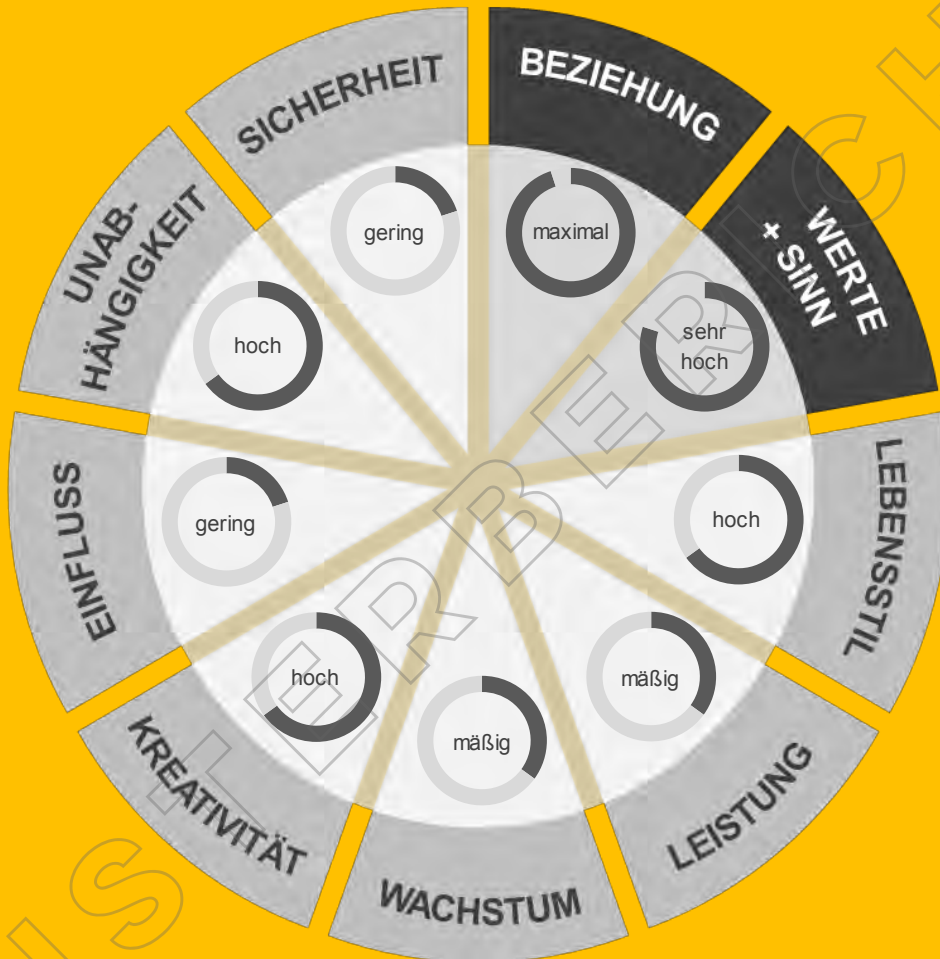 BEZIEHUNG
maximal
WERTE
+ SINN
sehr
hoch
LEBENSSTIL
hoch
LEISTUNG
mäßig
WACHSTUM
mäßig
KREATIVITÄT
hoch
EINFLUSS
gering
UNAB-
HÄNGIGKEIT
hoch
SICHERHEIT
gering
USTERBERICH